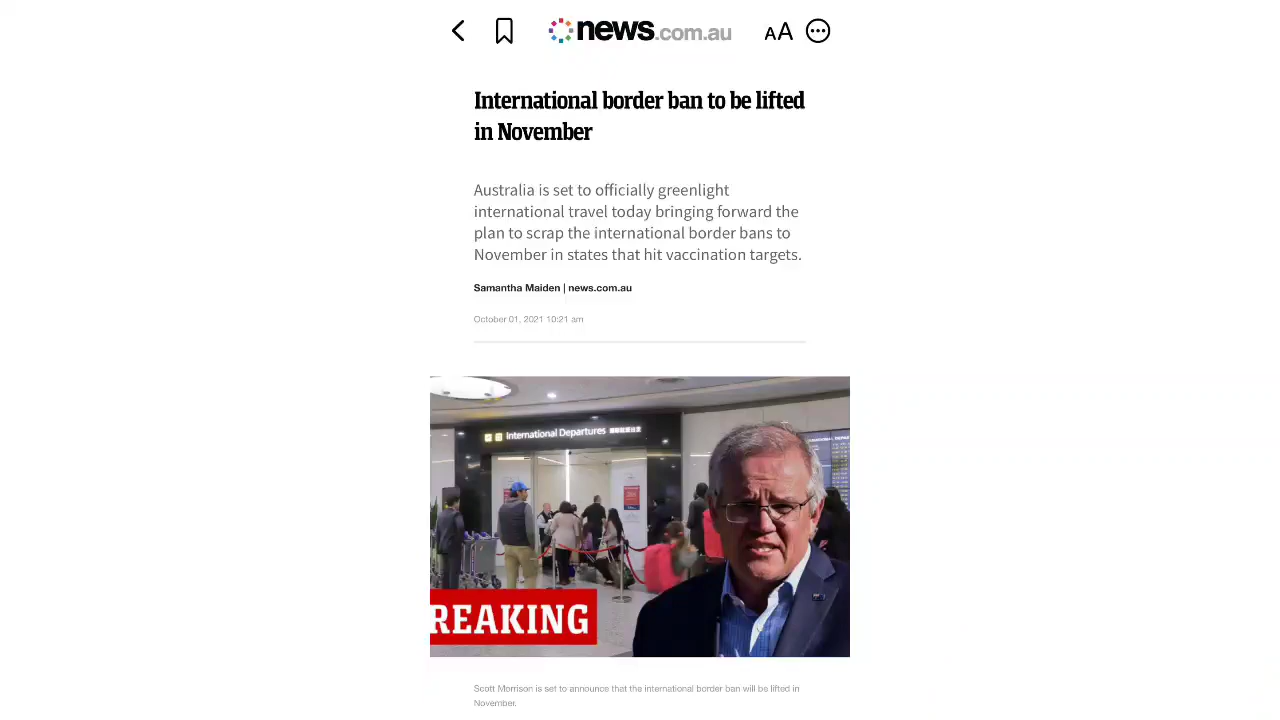 news.com.au
AA
International border ban to be lifted
in November
Australia is set to officially greenlight
international travel today bringing forward the
plan to scrap the international border bans to
November in states that hit vaccination targets.
Samantha Maiden | news.com.au
October 01, 2021 10:21 am
International Departures
REAKING
Scott Morrison is set to announce that the international border ban will be lifted in
November.